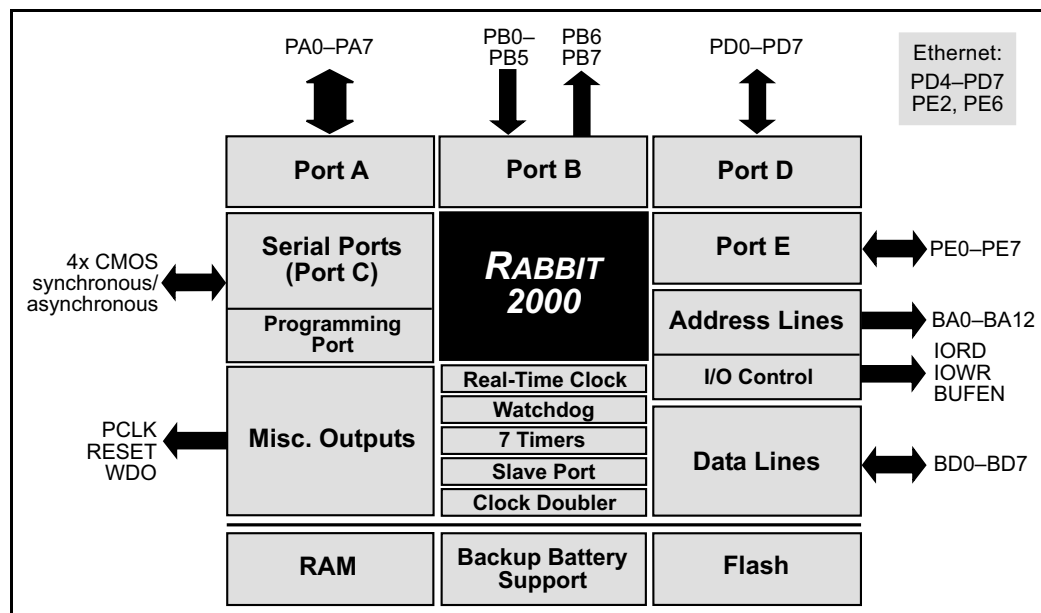 PA0–PA7
PB0–
PB5
PB6
PB7
PD0–PD7
Ethernet:
PD4–PD7
PE2, PE6
Port A
Port B
Port D
4x CMOS
synchronous/
asynchronous
Serial Ports
(Port C)
Programming
Port
RABBIT
2000
Port E
PE0–PE7
Address Lines
BA0–BA12
I/O Control
IORD
IOWR
BUFEN
PCLK
RESET
WDO
Misc. Outputs
Real-Time Clock
Watchdog
7 Timers
Slave Port
Clock Doubler
Data Lines
BD0–BD7
RAM
Backup Battery
Support
Flash